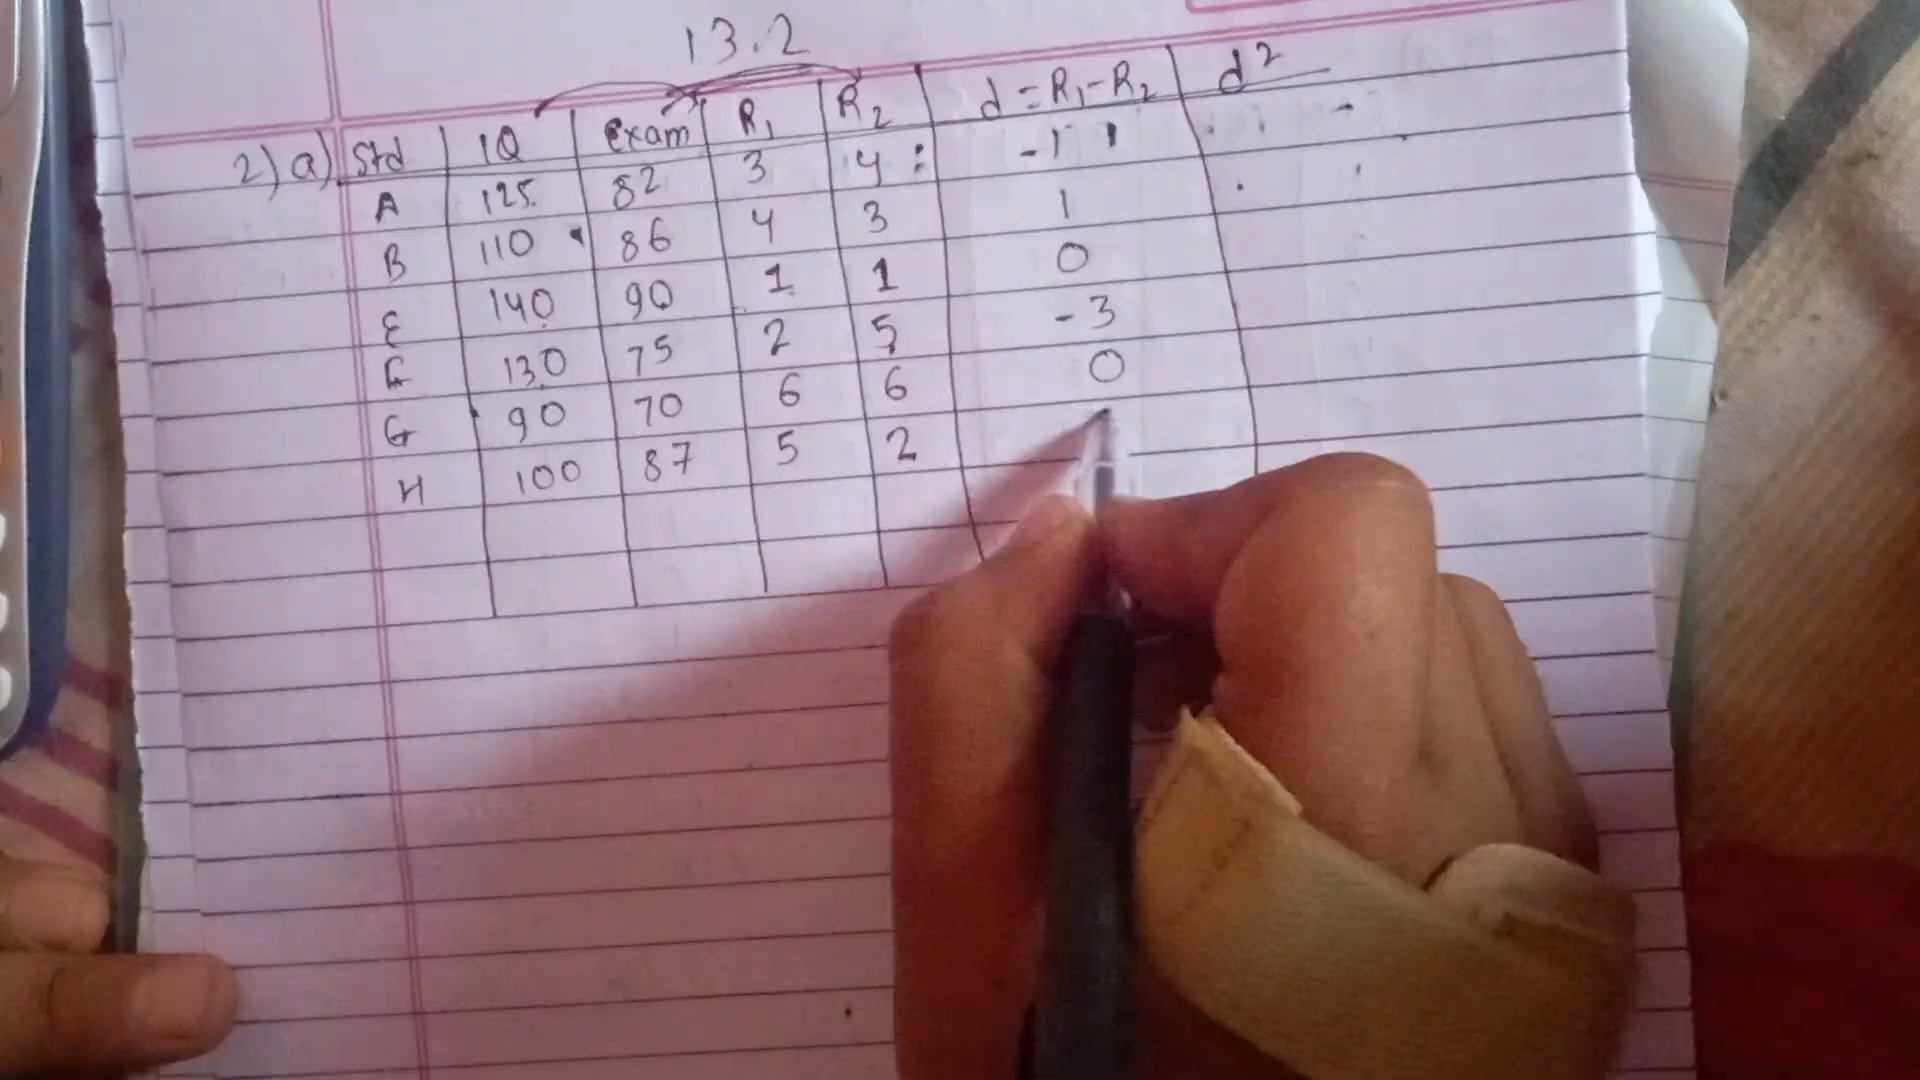 13.2
2) a) Std IQ Exam R1 R2 d = R1 - R2 d²
A 125 82 3 4 -1
B 110 86 4 3 1
E 140 90 1 1 0
130 75 2 5 -3
G 90 70 6 6 0
H 100 87 5 2